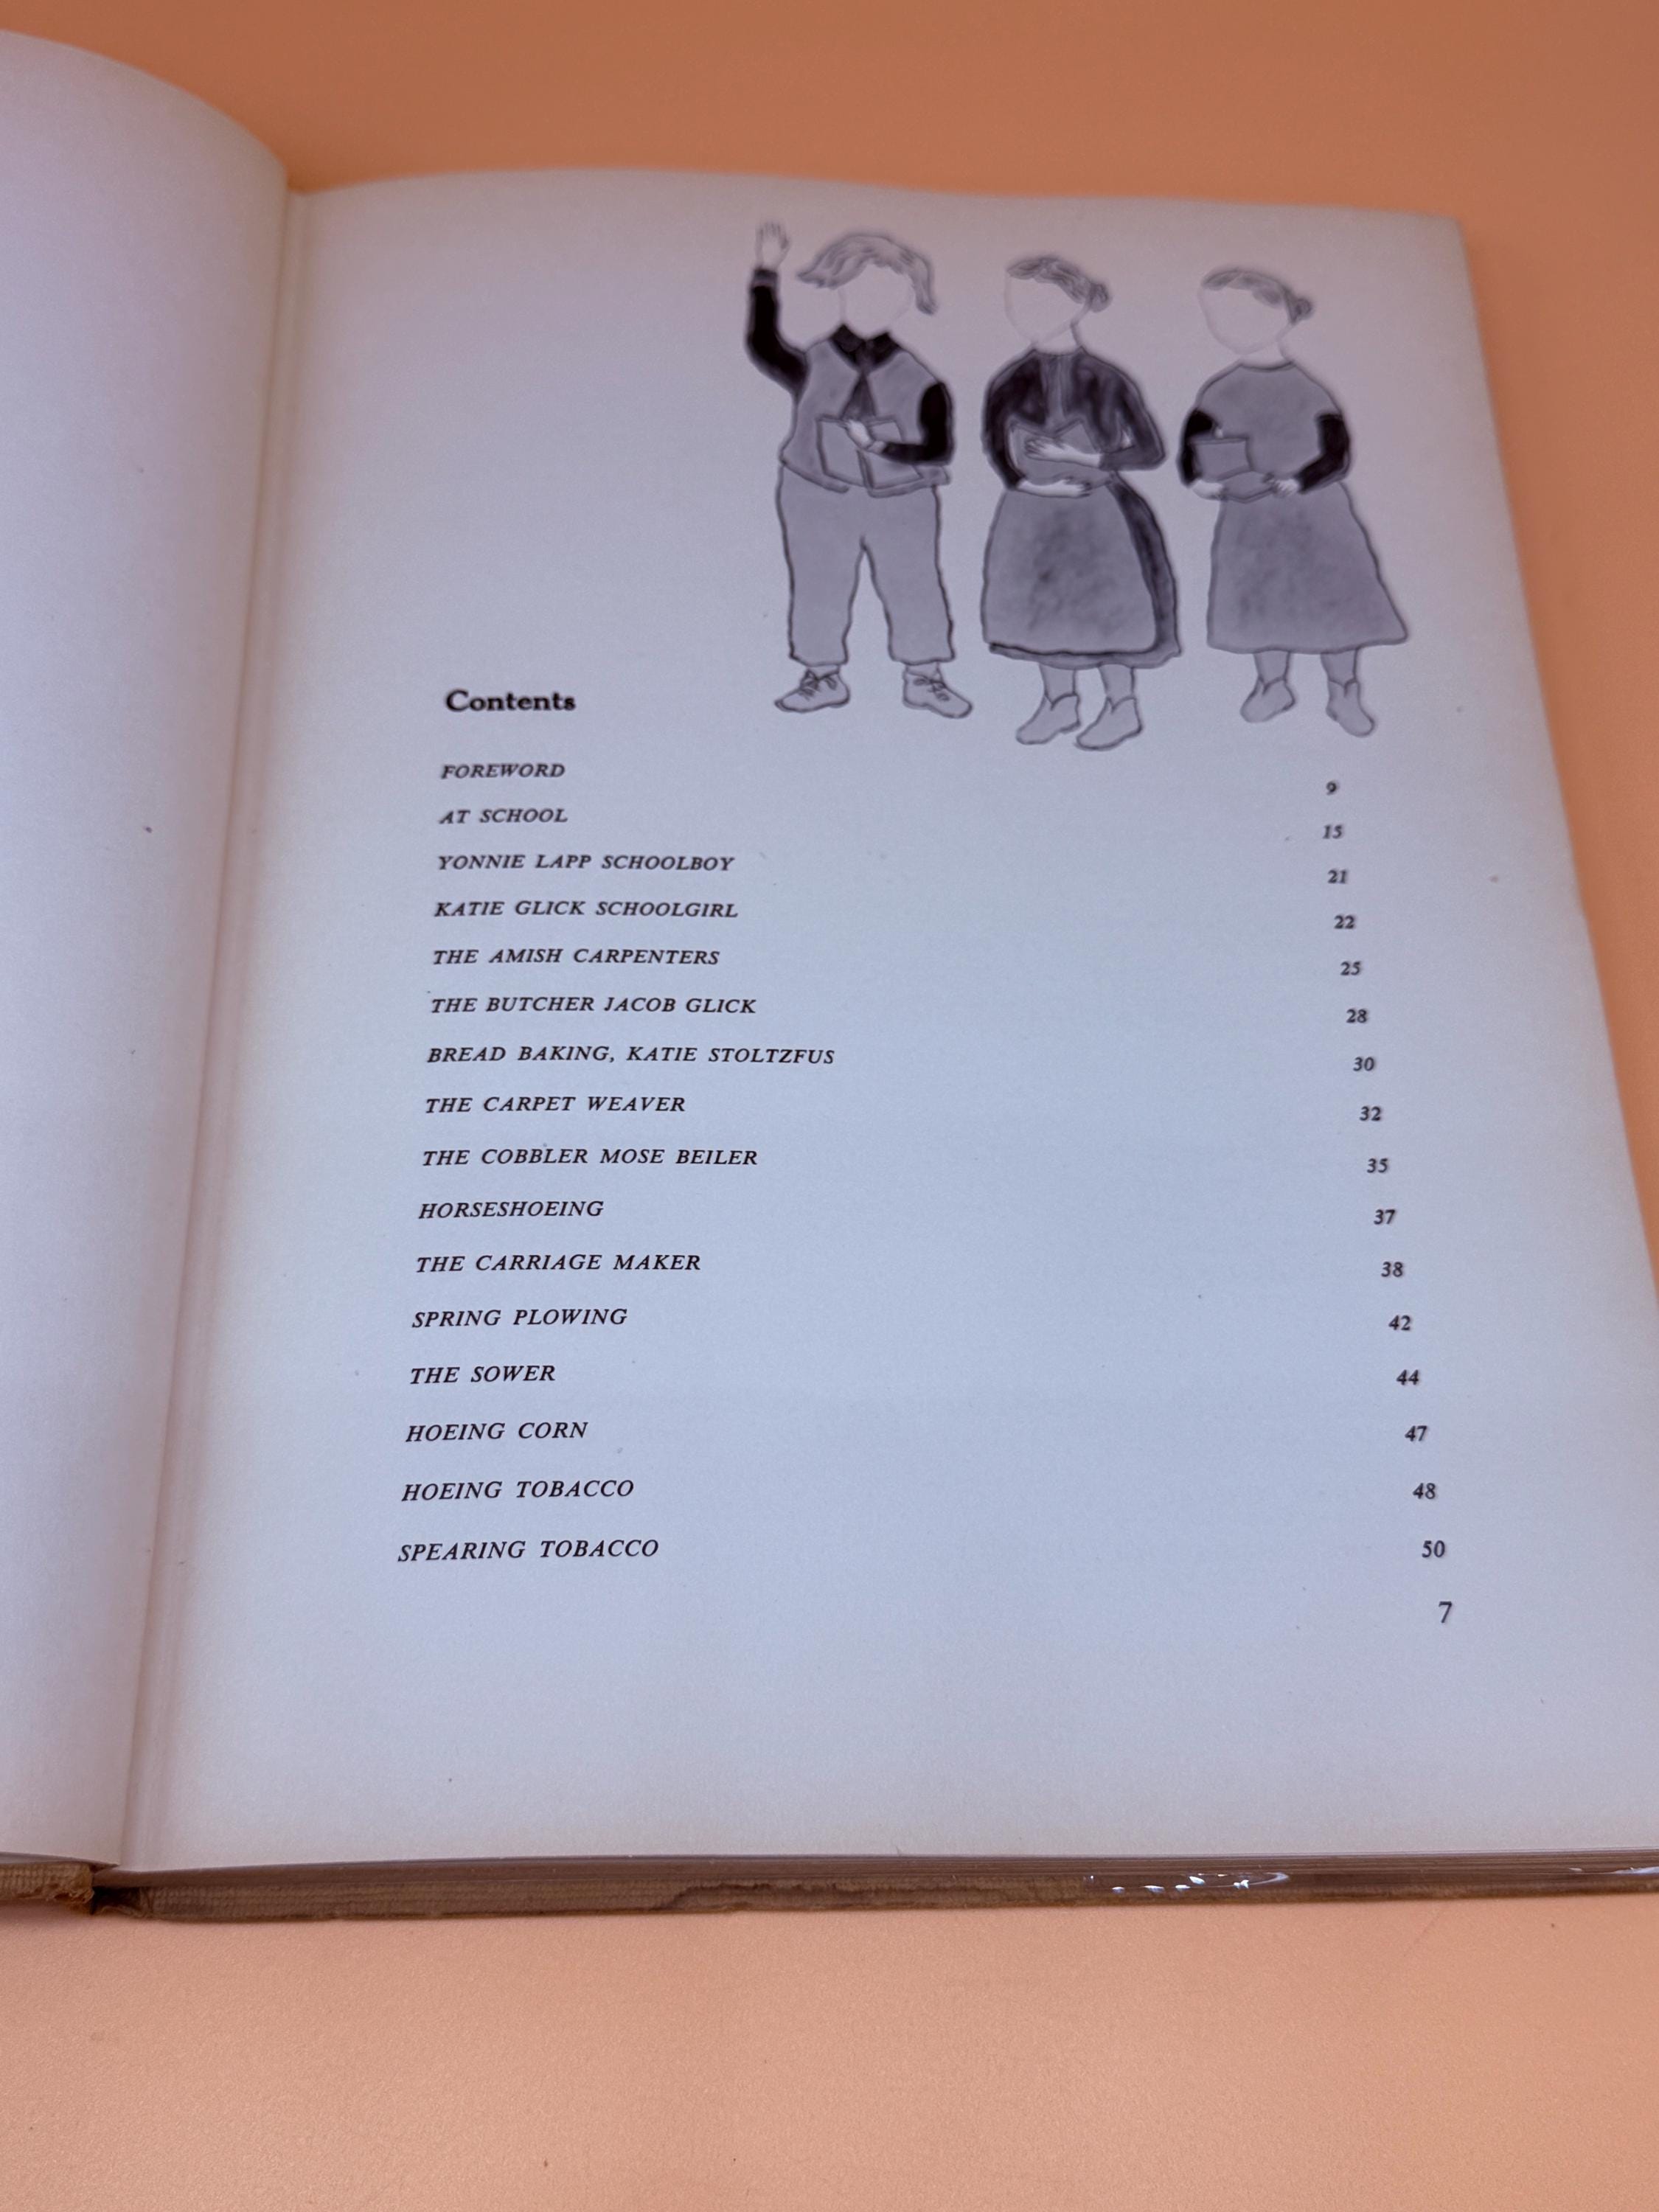 Contents
FOREWORD 9
AT SCHOOL 15
YONNIE LAPP SCHOOLBOY 21
KATIE GLICK SCHOOLGIRL 22
THE AMISH CARPENTERS 25
THE BUTCHER JACOB GLICK 28
BREAD BAKING, KATIE STOLTZFUS 30
THE CARPET WEAVER 32
THE COBBLER MOSE BEILER 35
HORSESHOEING 37
THE CARRIAGE MAKER 38
SPRING PLOWING 42
THE SOWER 44
HOEING CORN 47
HOEING TOBACCO 48
SPEARING TOBACCO 50
7